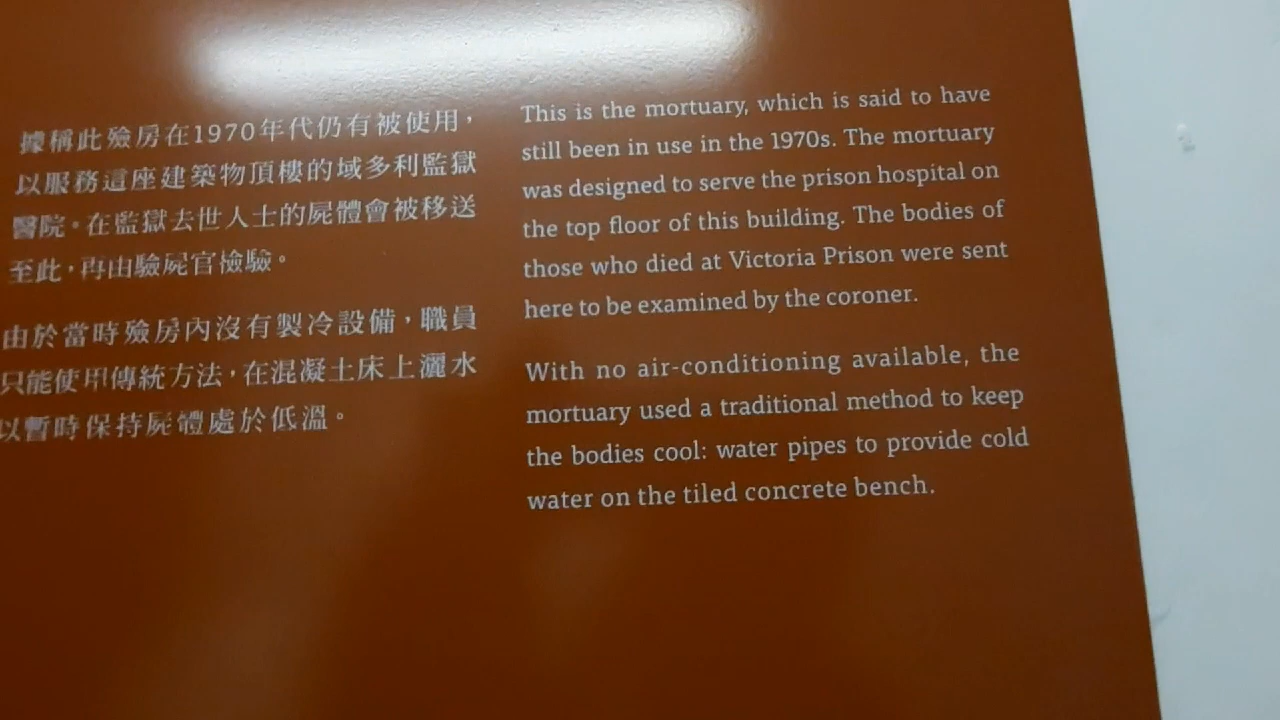 據稱此殮房在1970年代仍有被使用，
以服務這座建築物頂樓的域多利監獄
醫院。在監獄去世人士的屍體會被移送
至此，再由驗屍官檢驗。
由於當時殮房內沒有製冷設備，職員
只能使用傳統方法，在混凝土床上灑水
以暫時保持屍體處於低溫。
This is the mortuary, which is said to have
still been in use in the 1970s. The mortuary
was designed to serve the prison hospital on
the top floor of this building. The bodies of
those who died at Victoria Prison were sent
here to be examined by the coroner.
With no air-conditioning available, the
mortuary used a traditional method to keep
the bodies cool: water pipes to provide cold
water on the tiled concrete bench.